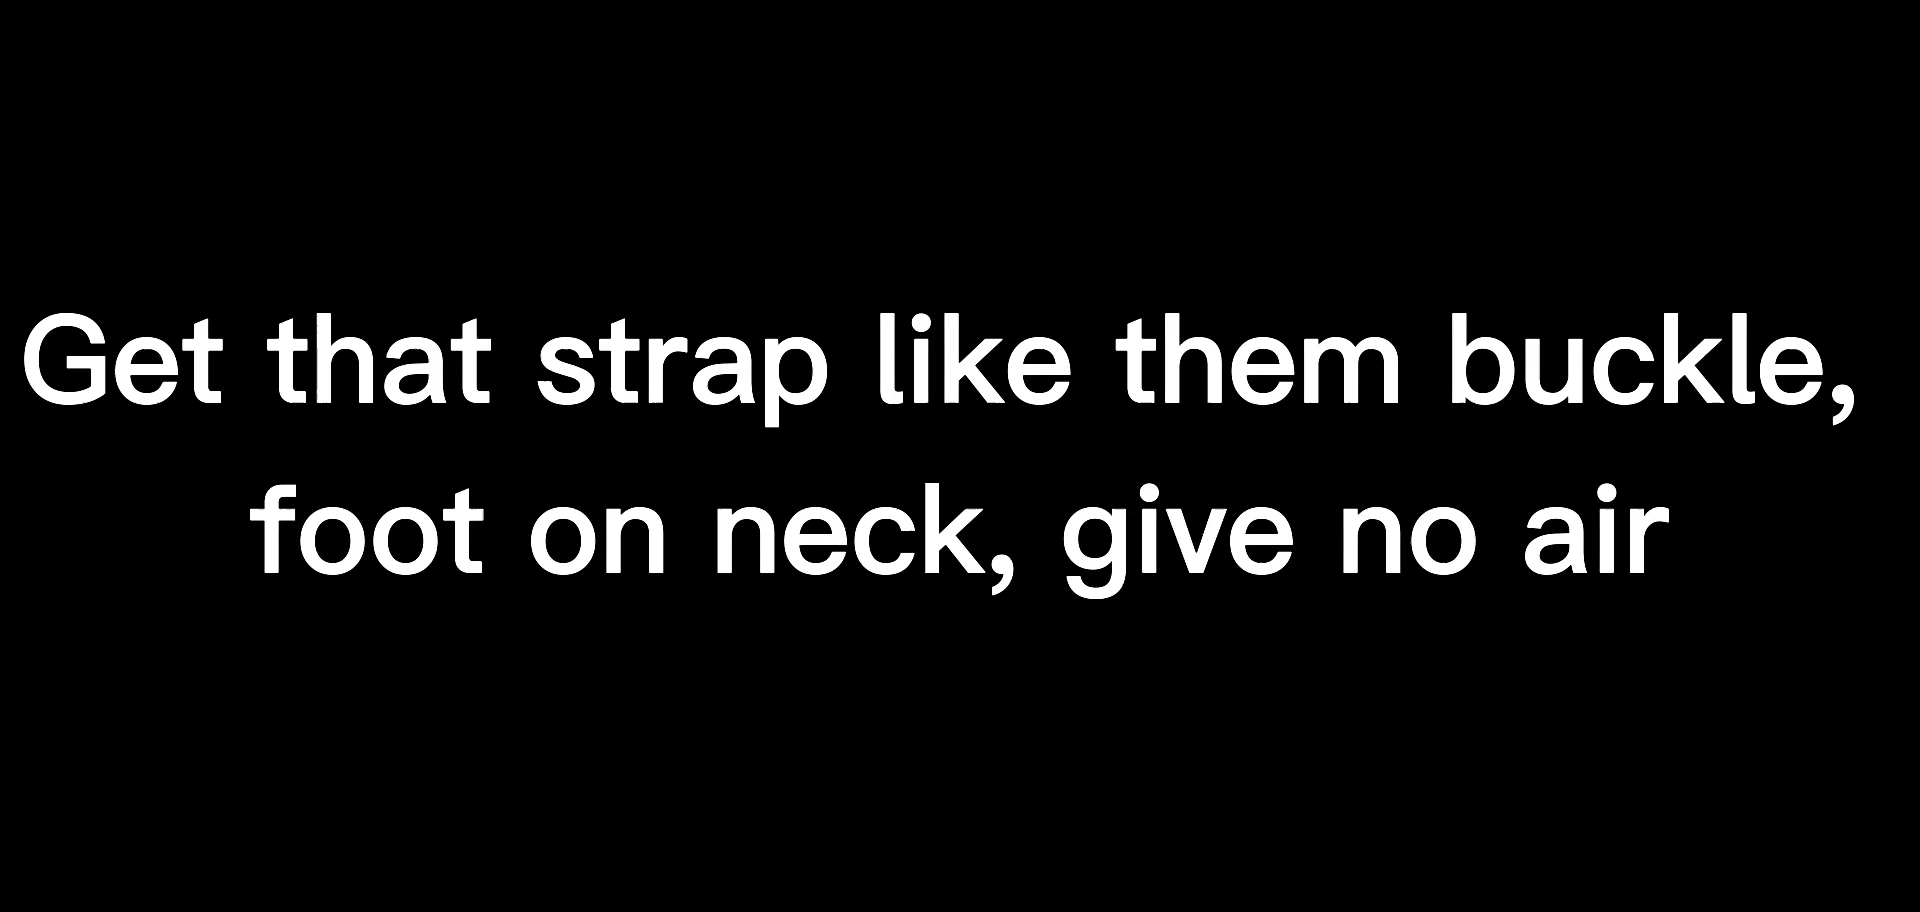 Get that strap like them buckle,
foot on neck, give no air